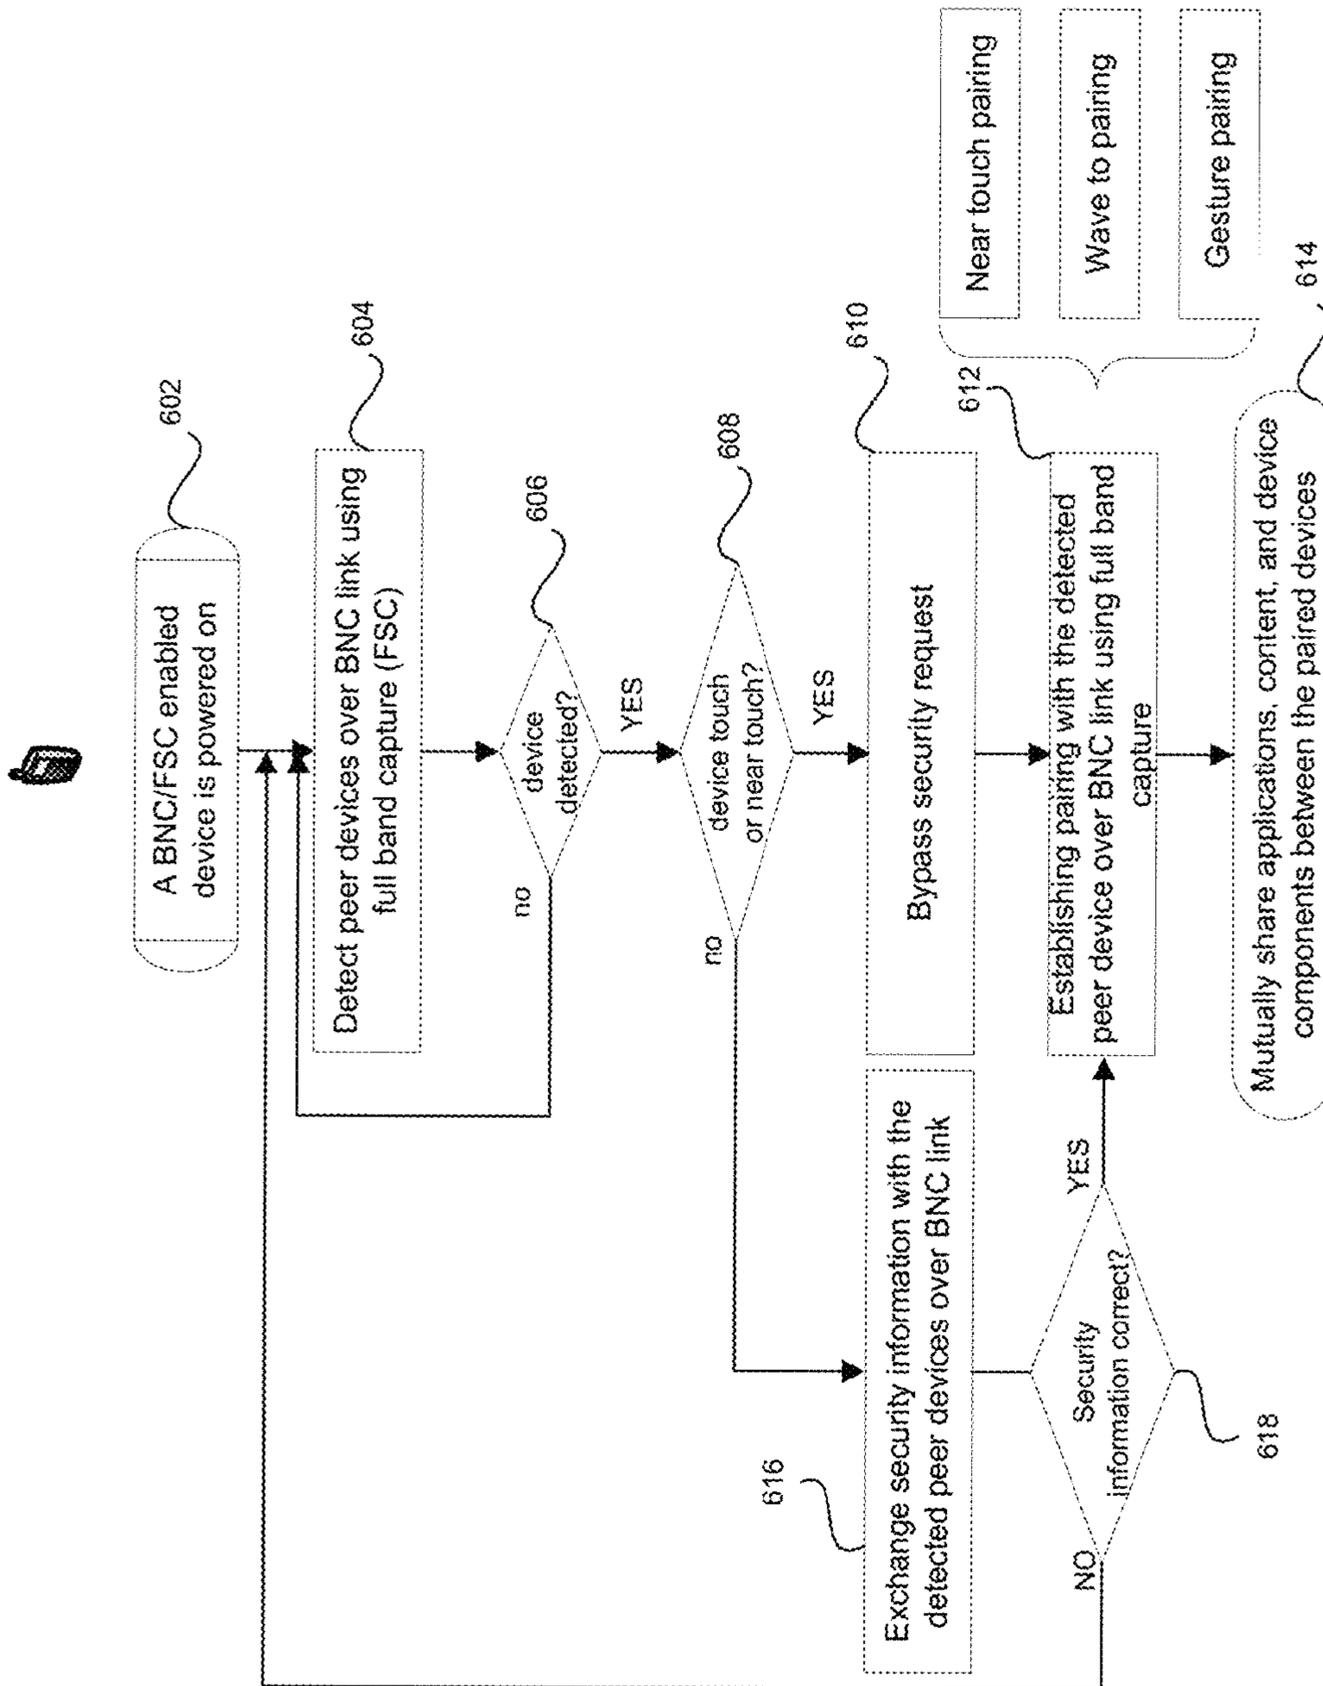 602
A BNC/FSC enabled
device is powered on
604
Detect peer devices over BNC link using
full band capture (FSC)
606
device
detected?
no
YES
608
device touch
or near touch?
no
YES
610
Bypass security request
616
Exchange security information with the
detected peer devices over BNC link
612
Establishing pairing with the detected
peer device over BNC link using full band
capture
Security
information correct?
YES
NO
618
Near touch pairing
Wave to pairing
Gesture pairing
614
Mutually share applications, content, and device
components between the paired devices